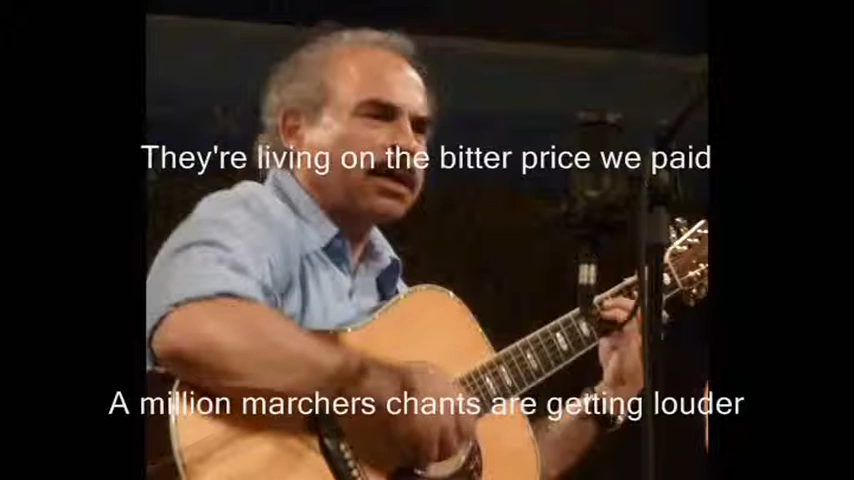 They're living on the bitter price we paid
A million marchers chants are getting louder